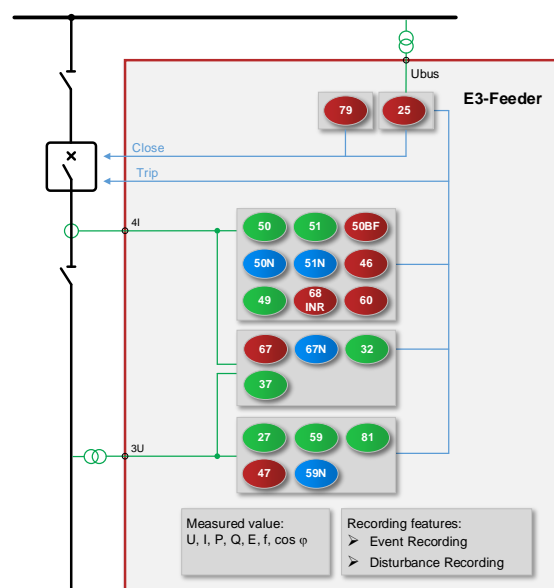 Ubus
E3-Feeder
79
25
Close
Trip
4I
50
51
50BF
50N
51N
46
49
68
INR
60
67
67N
32
37
3U
27
59
81
47
59N
Measured value:
U, I, P, Q, E, f, cos φ
Recording features:
➢ Event Recording
➢ Disturbance Recording